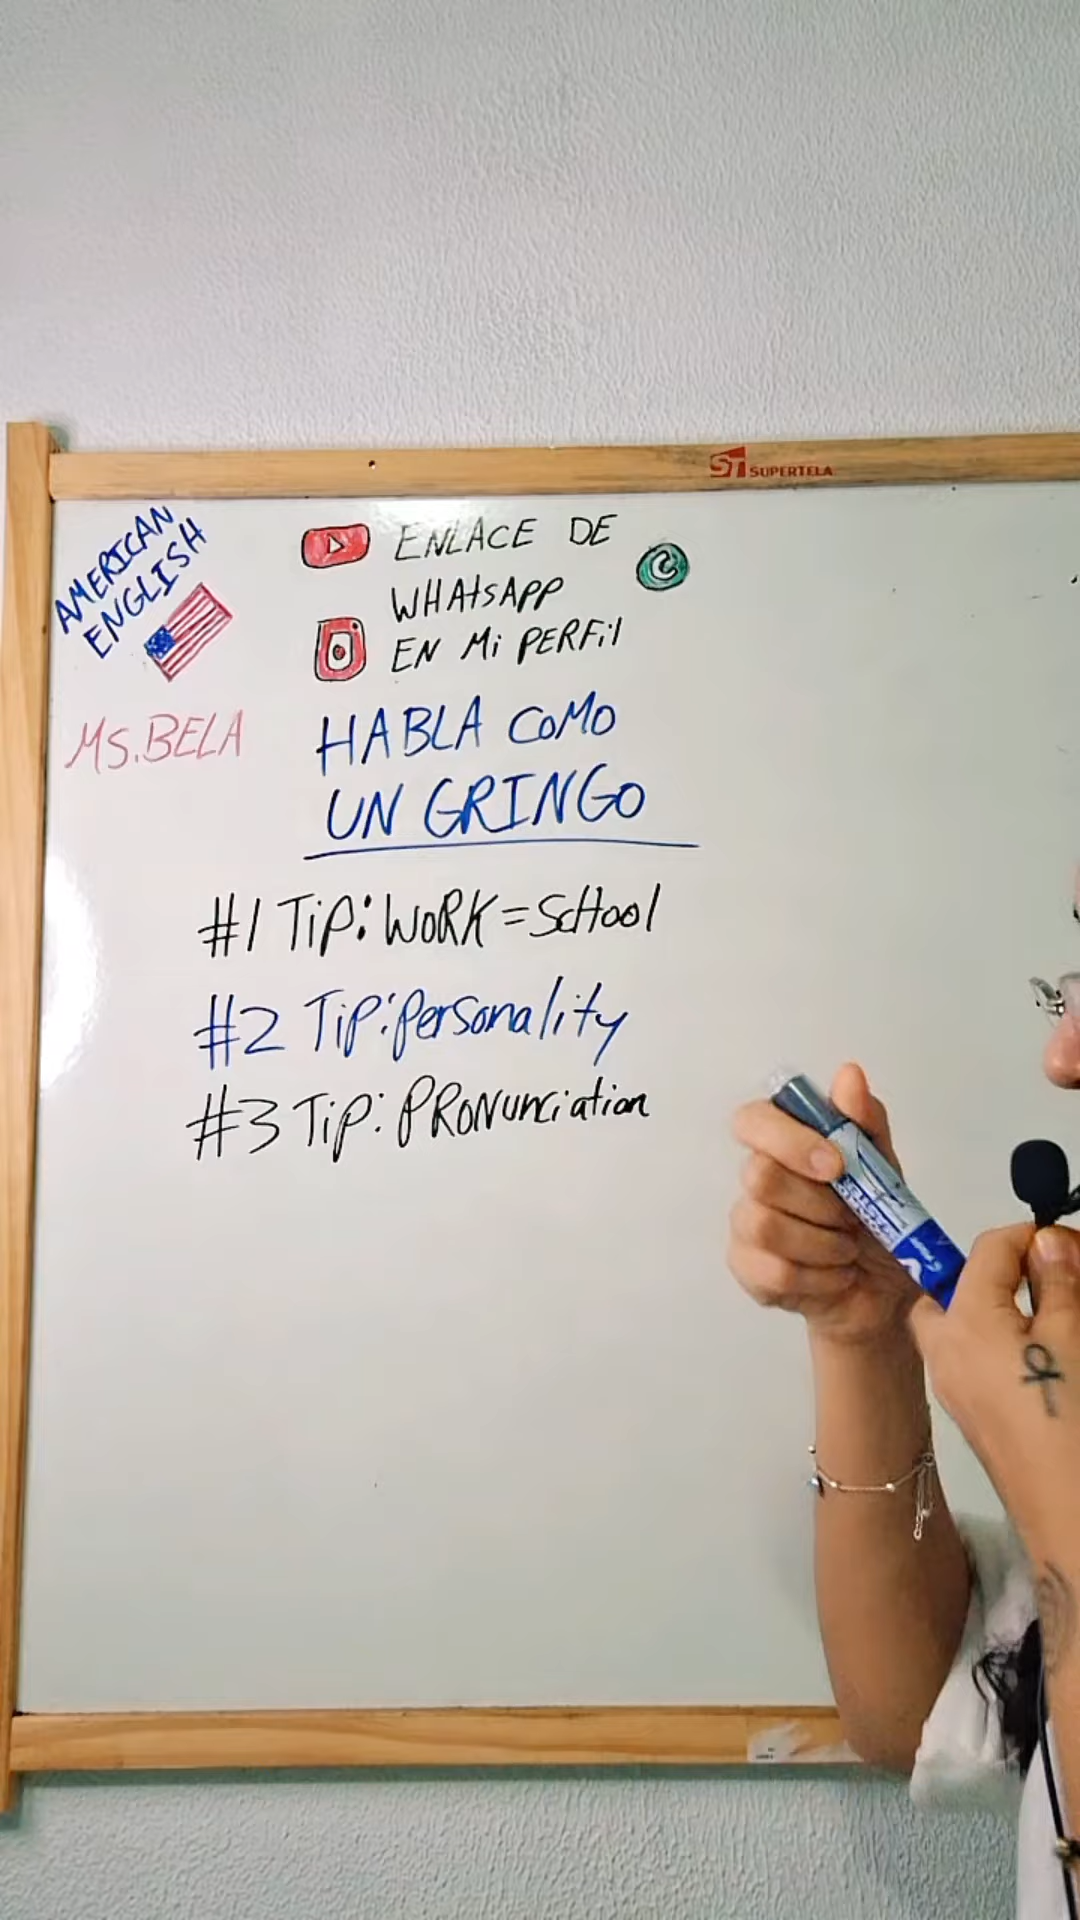 ST SUPERTELA
AMERICAN
ENGLISH
ENLACE DE
WHAtsAPP
EN Mi PERFil
MS.BELA
HABLA COMO
UN GRINGO
#1 TiP: WORK = ScHool
#2 Tip: personality
#3 Tip: PRONunciation